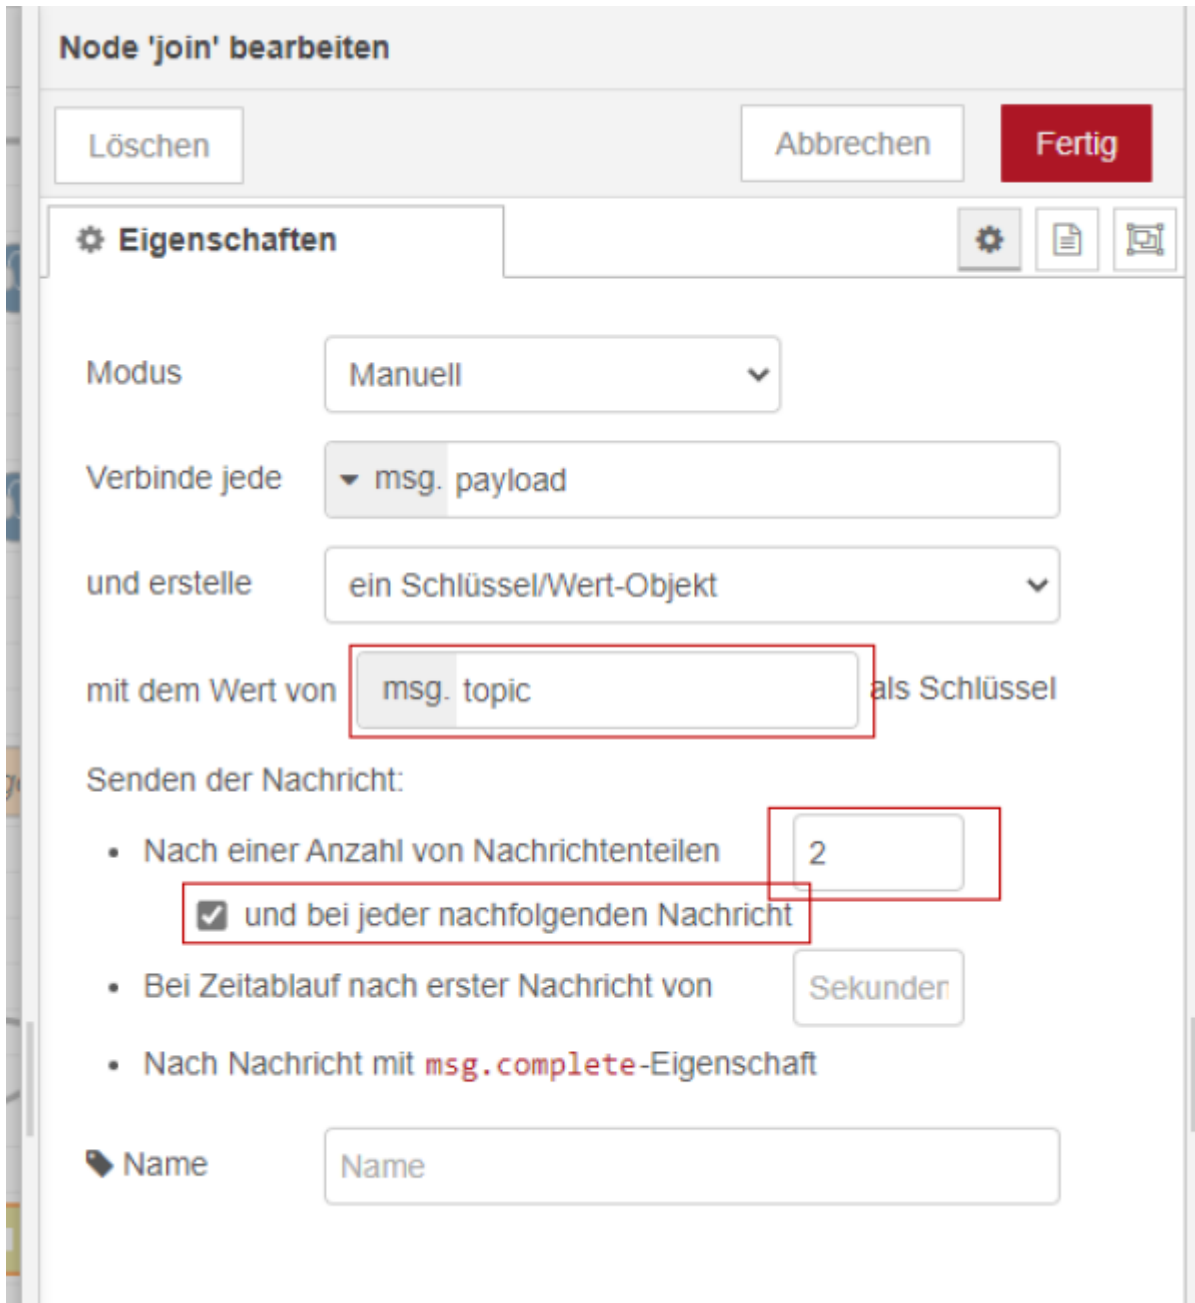 Node 'join' bearbeiten
Löschen Abbrechen Fertig
Eigenschaften
Modus Manuell
Verbinde jede msg. payload
und erstelle ein Schlüssel/Wert-Objekt
mit dem Wert von msg. topic als Schlüssel
Senden der Nachricht:
• Nach einer Anzahl von Nachrichtenteilen 2
und bei jeder nachfolgenden Nachricht
• Bei Zeitablauf nach erster Nachricht von Sekunden
• Nach Nachricht mit msg.complete-Eigenschaft
Name Name